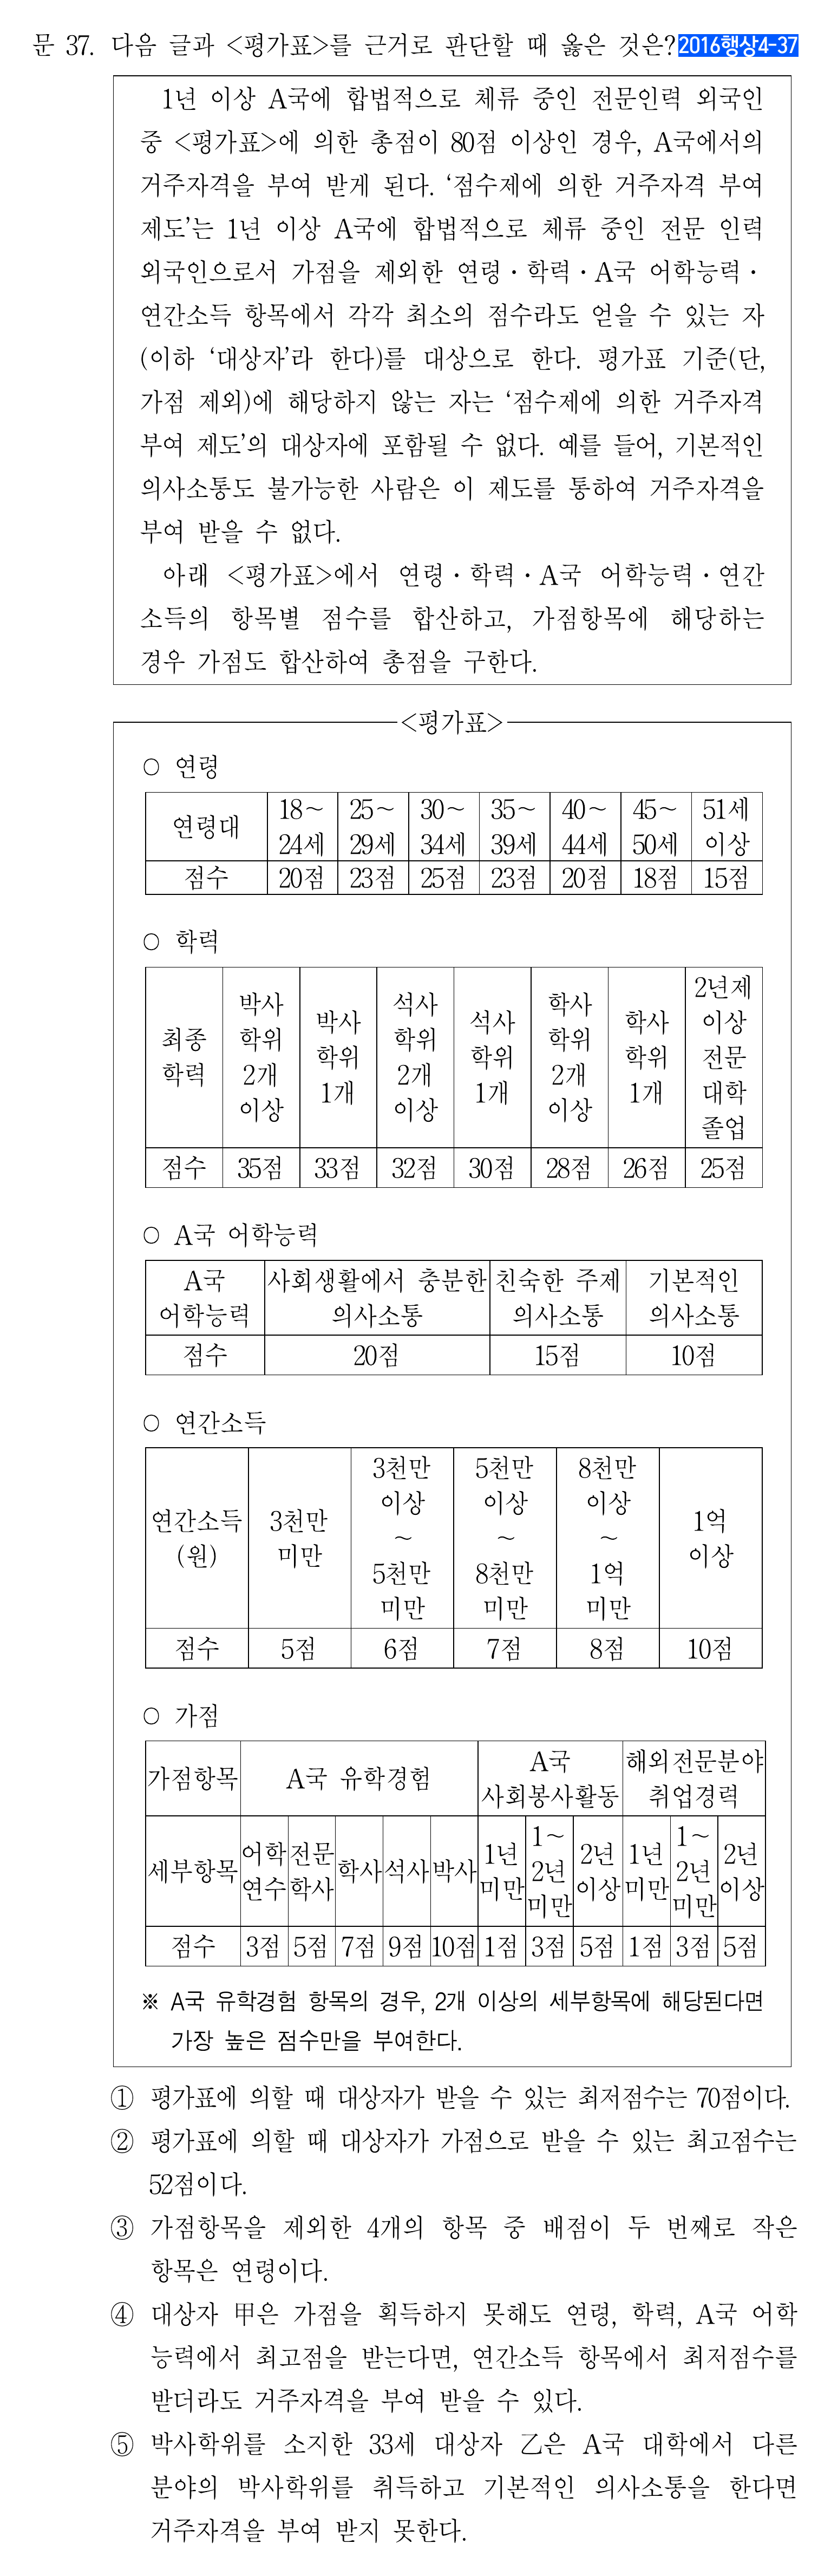 문 37. 다음 글과 <평가표>를 근거로 판단할 때 옳은 것은?2016행상4-37
1년 이상 A국에 합법적으로 체류 중인 전문인력 외국인
중 <평가표>에 의한 총점이 80점 이상인 경우, A국에서의
거주자격을 부여 받게 된다. ‘점수제에 의한 거주자격 부여
제도’는 1년 이상 A국에 합법적으로 체류 중인 전문 인력
외국인으로서 가점을 제외한 연령·학력·A국 어학능력·
연간소득 항목에서 각각 최소의 점수라도 얻을 수 있는 자
(이하 ‘대상자’라 한다)를 대상으로 한다. 평가표 기준(단,
가점 제외)에 해당하지 않는 자는 ‘점수제에 의한 거주자격
부여 제도’의 대상자에 포함될 수 없다. 예를 들어, 기본적인
의사소통도 불가능한 사람은 이 제도를 통하여 거주자격을
부여 받을 수 없다.
아래 <평가표>에서 연령·학력·A국 어학능력·연간
소득의 항목별 점수를 합산하고, 가점항목에 해당하는
경우 가점도 합산하여 총점을 구한다.
<평가표>
○ 연령
연령대 18~24세 25~29세 30~34세 35~39세 40~44세 45~50세 51세 이상
점수 20점 23점 25점 23점 20점 18점 15점
○ 학력
최종 학력 박사 학위 2개 이상 박사 학위 1개 석사 학위 2개 이상 석사 학위 1개 학사 학위 2개 이상 학사 학위 1개 2년제 이상 전문 대학 졸업
점수 35점 33점 32점 30점 28점 26점 25점
○ A국 어학능력
A국 어학능력 사회생활에서 충분한 의사소통 친숙한 주제 의사소통 기본적인 의사소통
점수 20점 15점 10점
○ 연간소득
연간소득(원) 3천만 미만 3천만 이상 ~ 5천만 미만 5천만 이상 ~ 8천만 미만 8천만 이상 ~ 1억 미만 1억 이상
점수 5점 6점 7점 8점 10점
○ 가점
가점항목 A국 유학경험 A국 사회봉사활동 해외전문분야 취업경력
세부항목 어학연수 전문학사 학사 석사 박사 1년 미만 1~2년 미만 2년 이상 1년 미만 1~2년 미만 2년 이상
점수 3점 5점 7점 9점 10점 1점 3점 5점 1점 3점 5점
※ A국 유학경험 항목의 경우, 2개 이상의 세부항목에 해당된다면
가장 높은 점수만을 부여한다.
① 평가표에 의할 때 대상자가 받을 수 있는 최저점수는 70점이다.
② 평가표에 의할 때 대상자가 가점으로 받을 수 있는 최고점수는
52점이다.
③ 가점항목을 제외한 4개의 항목 중 배점이 두 번째로 작은
항목은 연령이다.
④ 대상자 甲은 가점을 획득하지 못해도 연령, 학력, A국 어학
능력에서 최고점을 받는다면, 연간소득 항목에서 최저점수를
받더라도 거주자격을 부여 받을 수 있다.
⑤ 박사학위를 소지한 33세 대상자 乙은 A국 대학에서 다른
분야의 박사학위를 취득하고 기본적인 의사소통을 한다면
거주자격을 부여 받지 못한다.